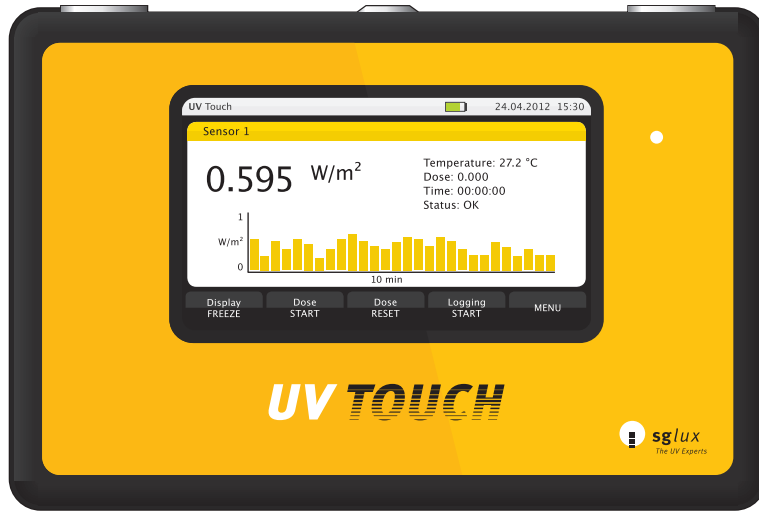 UV Touch 24.04.2012 15:30
Sensor 1
0.595 W/m²
Temperature: 27.2 °C
Dose: 0.000
Time: 00:00:00
Status: OK
1
W/m²
0
10 min
Display FREEZE
Dose START
Dose RESET
Logging START
MENU
UV TOUCH
sglux
The UV Experts